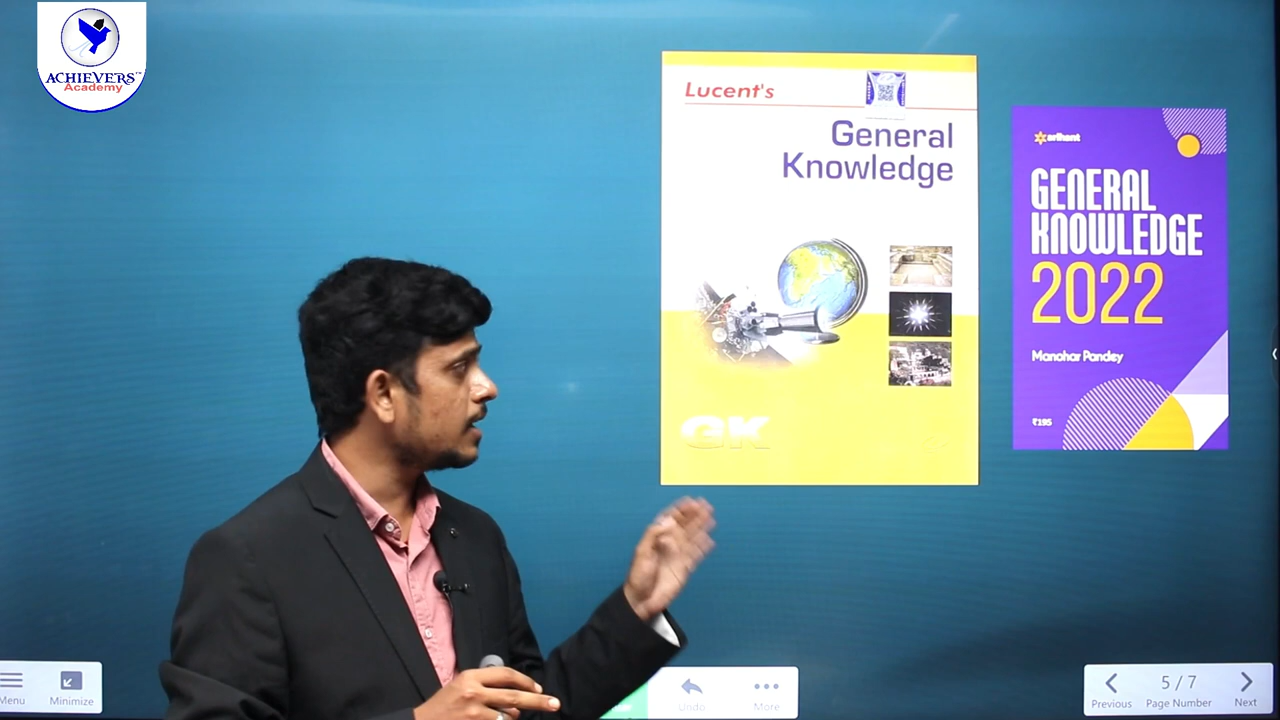 ACHIEVERS™
Academy
Lucent's
General
Knowledge
GK
arihant
GENERAL
KNOWLEDGE
2022
Manohar Pandey
₹195
Menu
Minimize
Undo
More
Previous
5 / 7
Page Number
Next